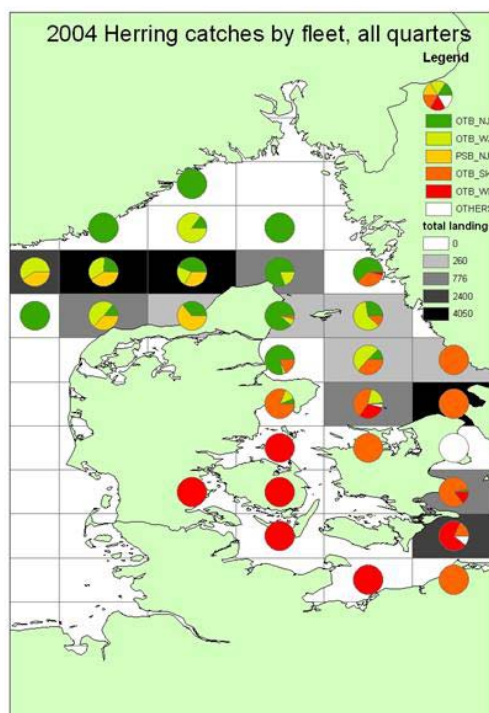 2004 Herring catches by fleet, all quarters
Legend
OTB_NJ
OTB_W
PSB_NJ
OTB_SK
OTB_W
OTHERS
total landing
0
260
776
2400
4050